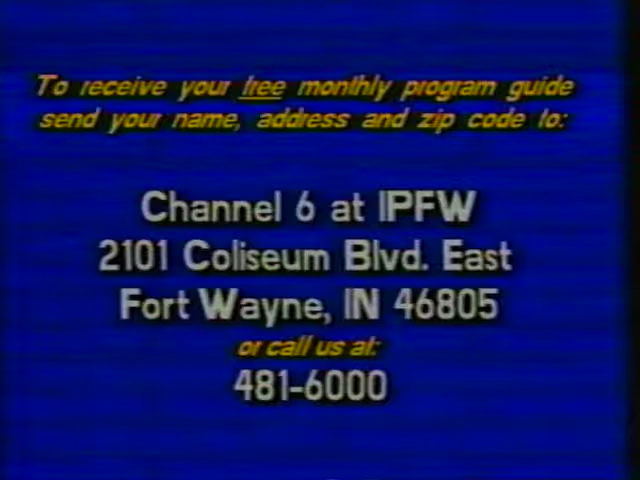 To receive your free monthly program guide
send your name, address and zip code to:
Channel 6 at IPFW
2101 Coliseum Blvd. East
Fort Wayne, IN 46805
or call us at:
481-6000